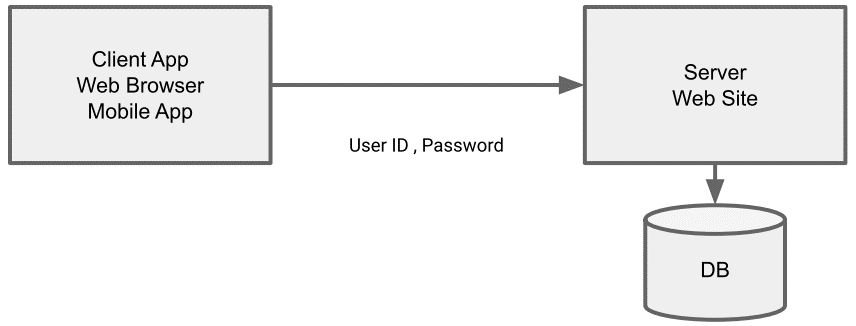 Client App
Web Browser
Mobile App
Server
Web Site
User ID , Password
DB